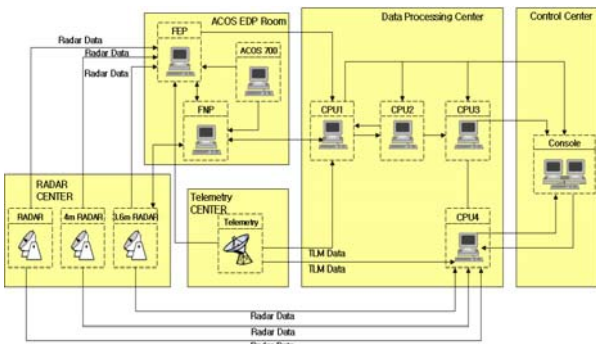 ACOS EDP Room
Data Processing Center
Control Center
FEP
Radar Data
Radar Data
Radar Data
ACOS 700
FNP
CPU1
CPU2
CPU3
Console
RADAR
CENTER
RADAR
4m RADAR
3.6m RADAR
Telemetry
CENTER
Telemetry
CPU4
TLM Data
TLM Data
Radar Data
Radar Data
Radar Data